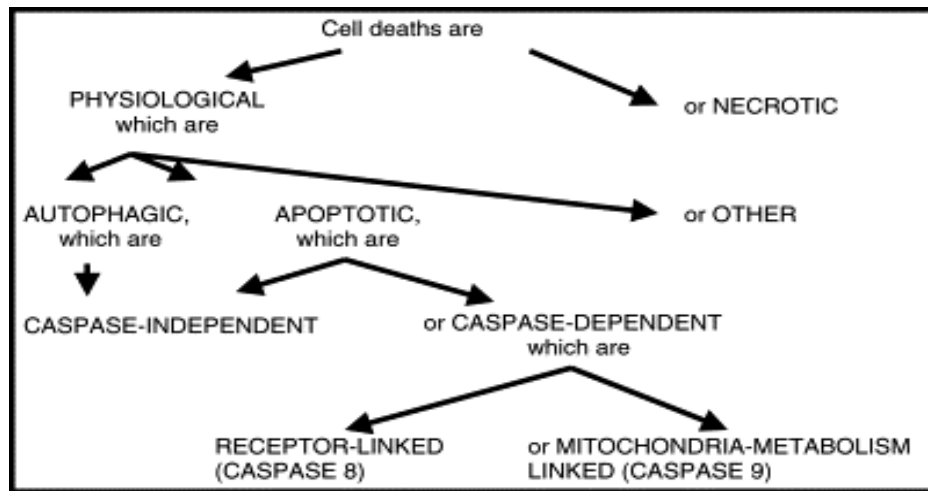 Cell deaths are
PHYSIOLOGICAL
which are
or NECROTIC
AUTOPHAGIC,
which are
APOPTOTIC,
which are
or OTHER
CASPASE-INDEPENDENT
or CASPASE-DEPENDENT
which are
RECEPTOR-LINKED
(CASPASE 8)
or MITOCHONDRIA-METABOLISM
LINKED (CASPASE 9)